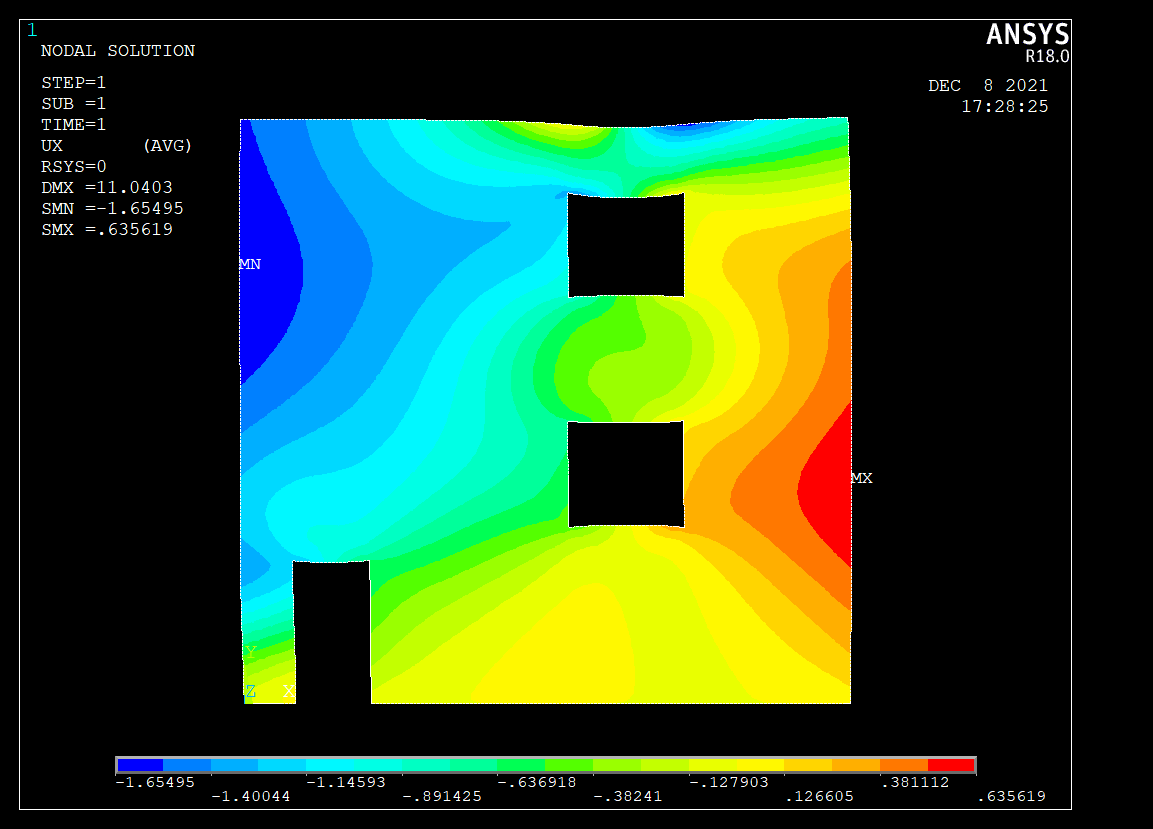 1
ANSYS
R18.0
NODAL SOLUTION
STEP=1
SUB =1
TIME=1
UX (AVG)
RSYS=0
DMX =11.0403
SMN =-1.65495
SMX =.635619
DEC 8 2021
17:28:25
MN
MX
Y
Z X
-1.65495 -1.14593 -.636918 -.127903 .381112
-1.40044 -.891425 -.38241 .126605 .635619